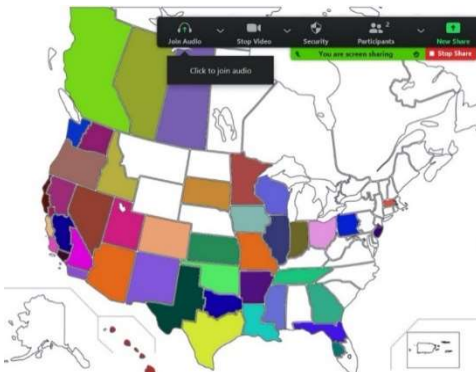 2
Join Audio Stop Video Security Participants New Share
You are screen sharing Stop Share
Click to join audio